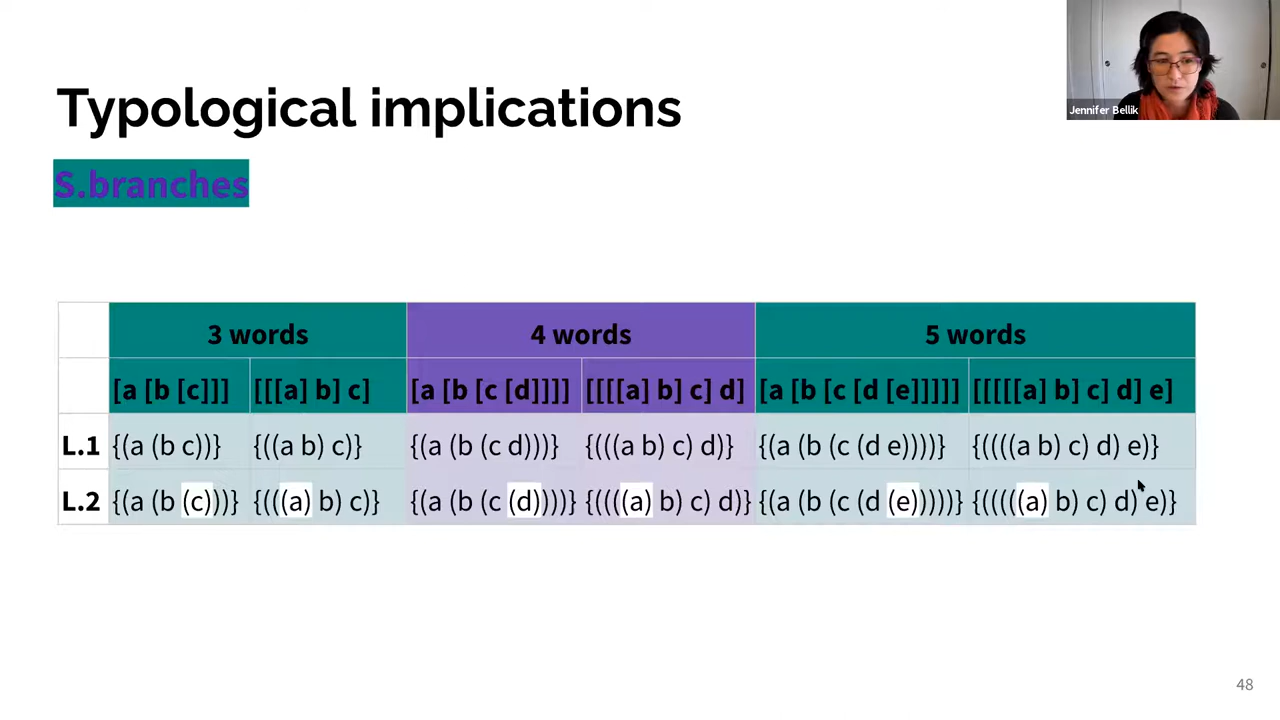 Jennifer Bellik
Typological implications
S.branches
3 words 4 words 5 words
[a [b [c]]] [[[a] b] c] [a [b [c [d]]]] [[[[a] b] c] d] [a [b [c [d [e]]]]] [[[[[a] b] c] d] e]
L.1 {(a (b c))} {((a b) c)} {(a (b (c d)))} {(((a b) c) d)} {(a (b (c (d e))))} {((((a b) c) d) e)}
L.2 {(a (b (c)))} {(((a) b) c)} {(a (b (c (d))))} {((((a) b) c) d)} {(a (b (c (d (e)))))} {(((((a) b) c) d) e)}
48